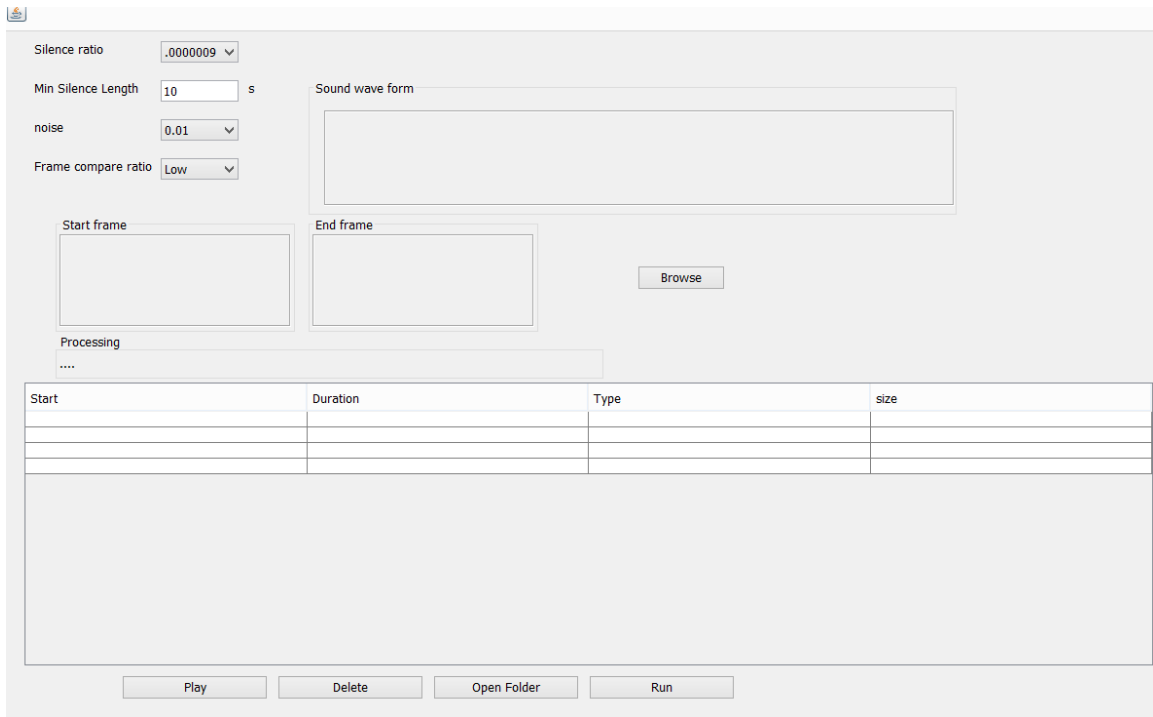 Silence ratio .0000009
Min Silence Length 10 s
Sound wave form
noise 0.01
Frame compare ratio Low
Start frame End frame
Browse
Processing
....
Start Duration Type size
Play Delete Open Folder Run